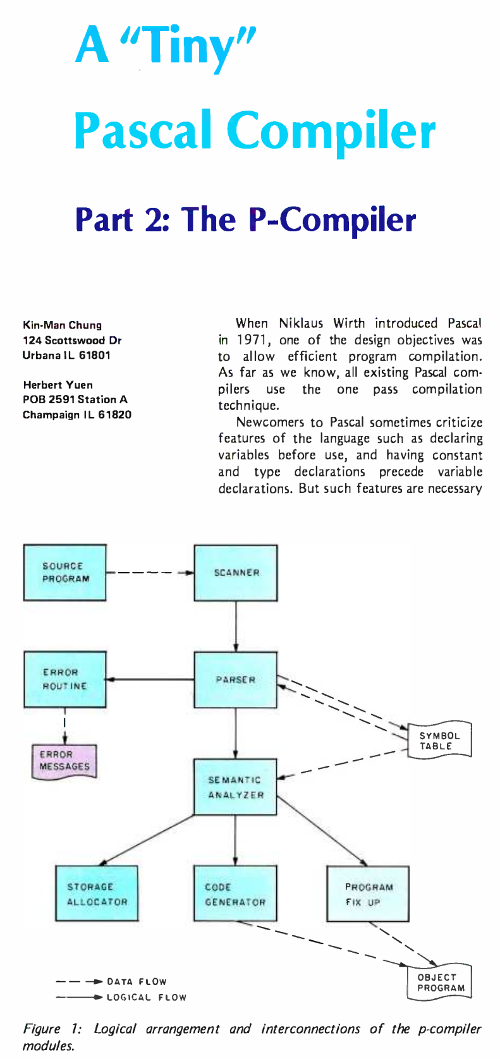 A "Tiny"
Pascal Compiler
Part 2: The P-Compiler
Kin-Man Chung
124 Scottswood Dr
Urbana IL 61801
Herbert Yuen
POB 2591 Station A
Champaign IL 61820
When Niklaus Wirth introduced Pascal
in 1971, one of the design objectives was
to allow efficient program compilation.
As far as we know, all existing Pascal com-
pilers use the one pass compilation
technique.
Newcomers to Pascal sometimes criticize
features of the language such as declaring
variables before use, and having constant
and type declarations precede variable
declarations. But such features are necessary
SOURCE
PROGRAM
SCANNER
ERROR
ROUTINE
PARSER
SYMBOL
TABLE
ERROR
MESSAGES
SEMANTIC
ANALYZER
STORAGE
ALLOCATOR
CODE
GENERATOR
PROGRAM
FIX UP
OBJECT
PROGRAM
DATA FLOW
LOGICAL FLOW
Figure 1: Logical arrangement and interconnections of the p-compiler
modules.